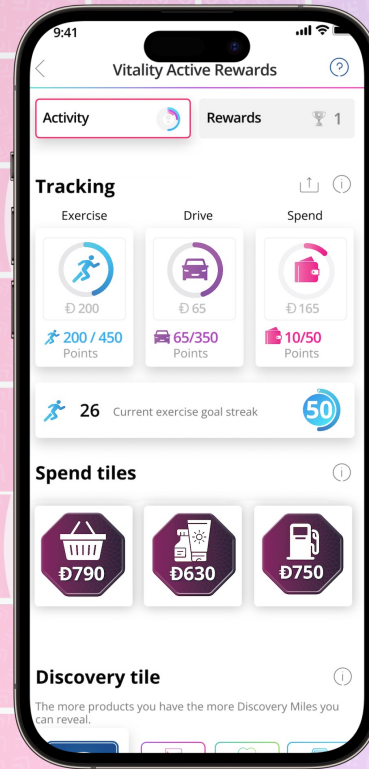 9:41
Vitality Active Rewards
?
Activity
Rewards 1
Tracking
Exercise Drive Spend
Đ 200 Đ 65 Đ 165
200 / 450 65/350 10/50
Points Points Points
26 Current exercise goal streak 50
Spend tiles
Đ790 Đ630 Đ750
Discovery tile
The more products you have the more Discovery Miles you
can reveal.